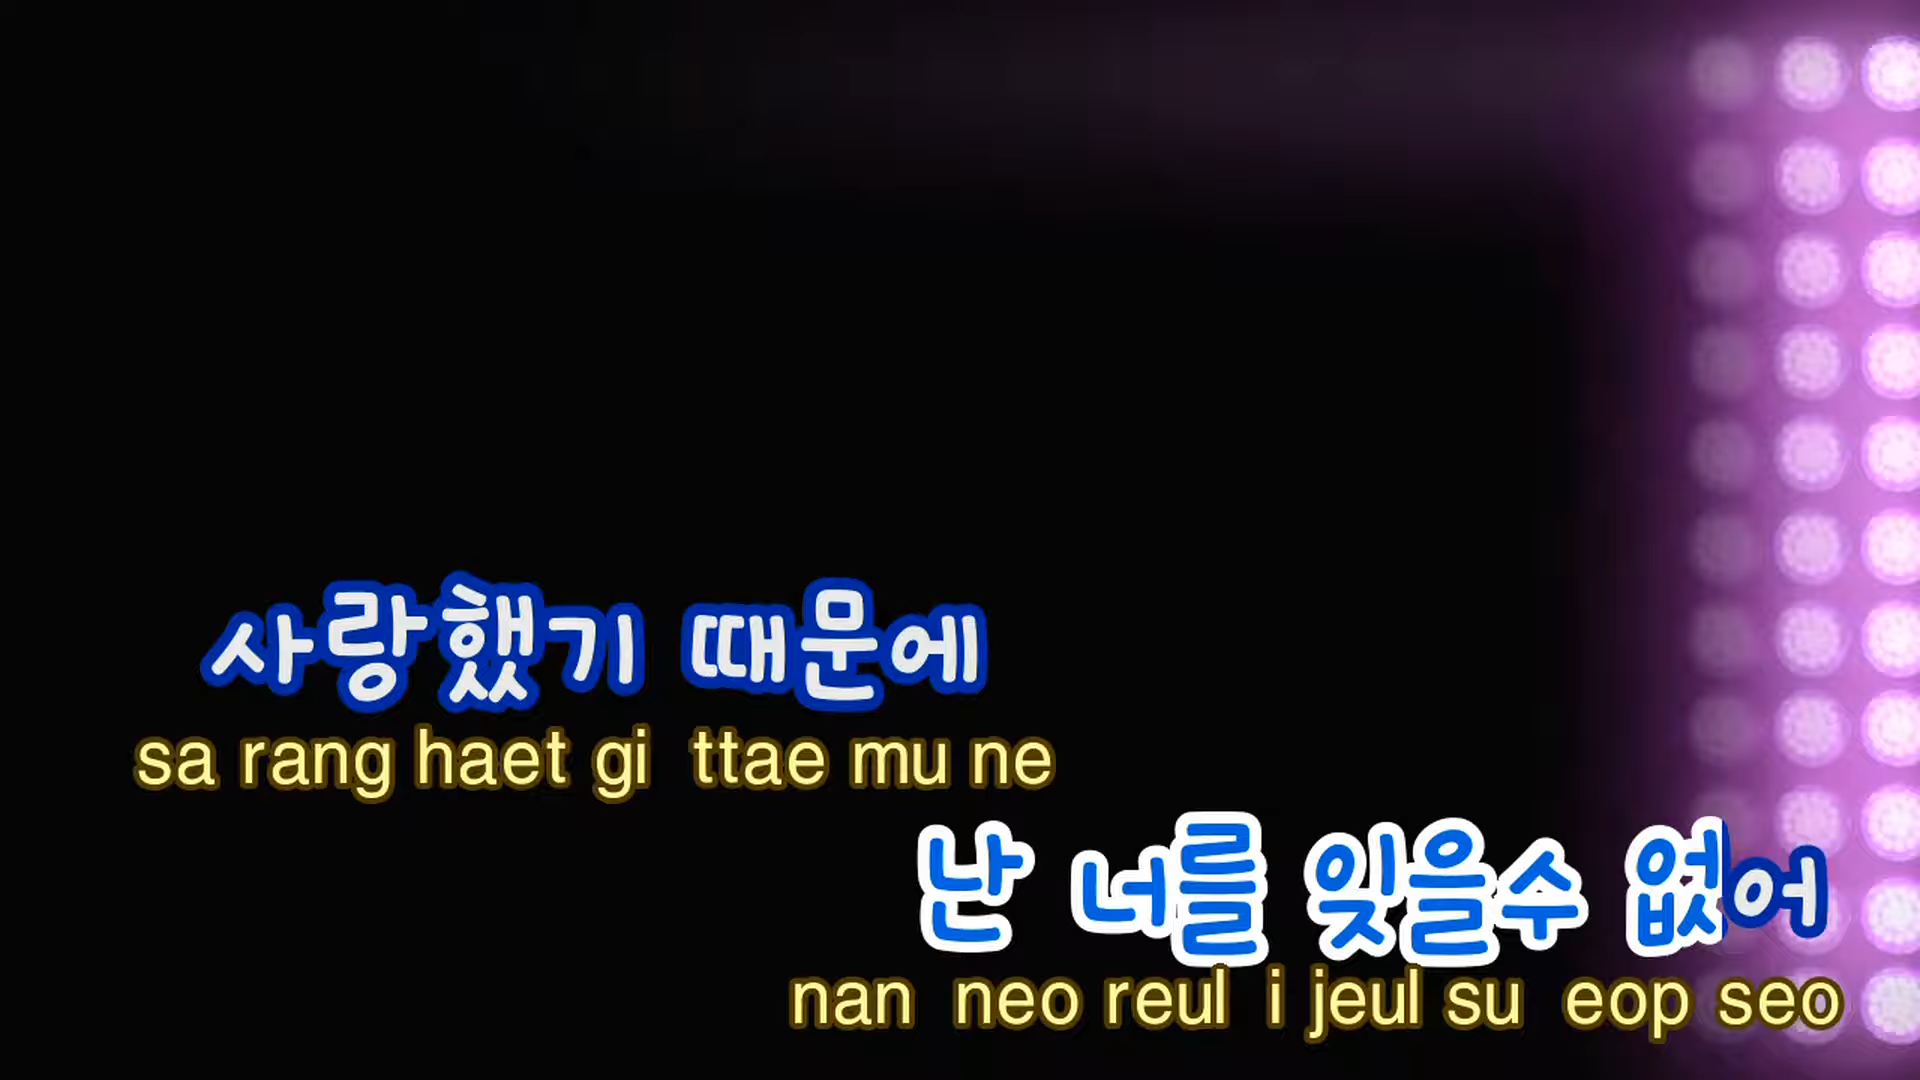 사랑했기 때문에
sa rang haet gi ttae mu ne
난 너를 잊을수 없어
nan neo reul i jeul su eop seo